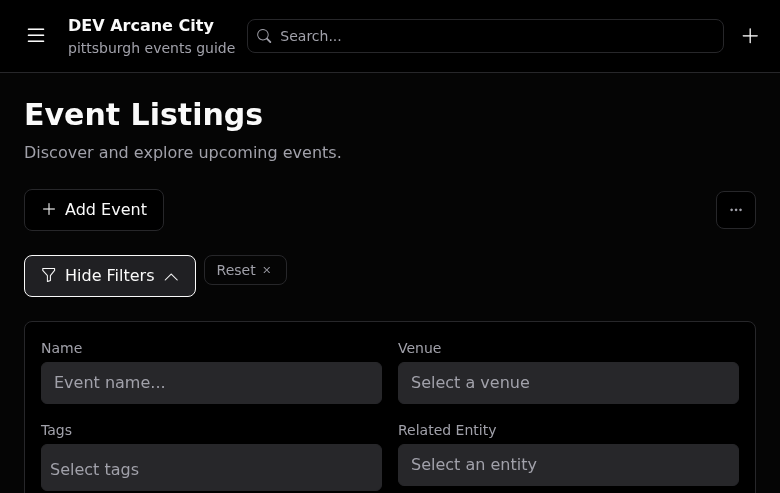 DEV Arcane City
pittsburgh events guide
Search...
Event Listings
Discover and explore upcoming events.
Add Event
Hide Filters
Reset ×
Name
Venue
Event name...
Select a venue
Tags
Related Entity
Select tags
Select an entity